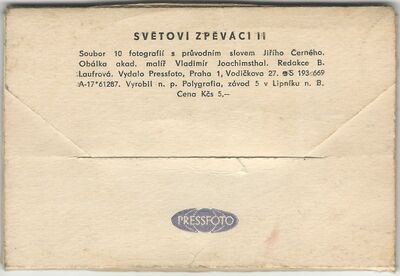 SVĚTOVÍ ZPĚVÁCI II
Soubor 10 fotografií s průvodním slovem Jiřího Černého.
Obálka akad. malíř Vladimír Joachimsthal. Redakce B.
Laufrová. Vydalo Pressfoto, Praha 1, Vodičkova 27. S 193 669
A-17*61287. Vyrobil n. p. Polygrafia, závod 5 v Lipníku n. B.
Cena Kčs 5,—
PRESSFOTO